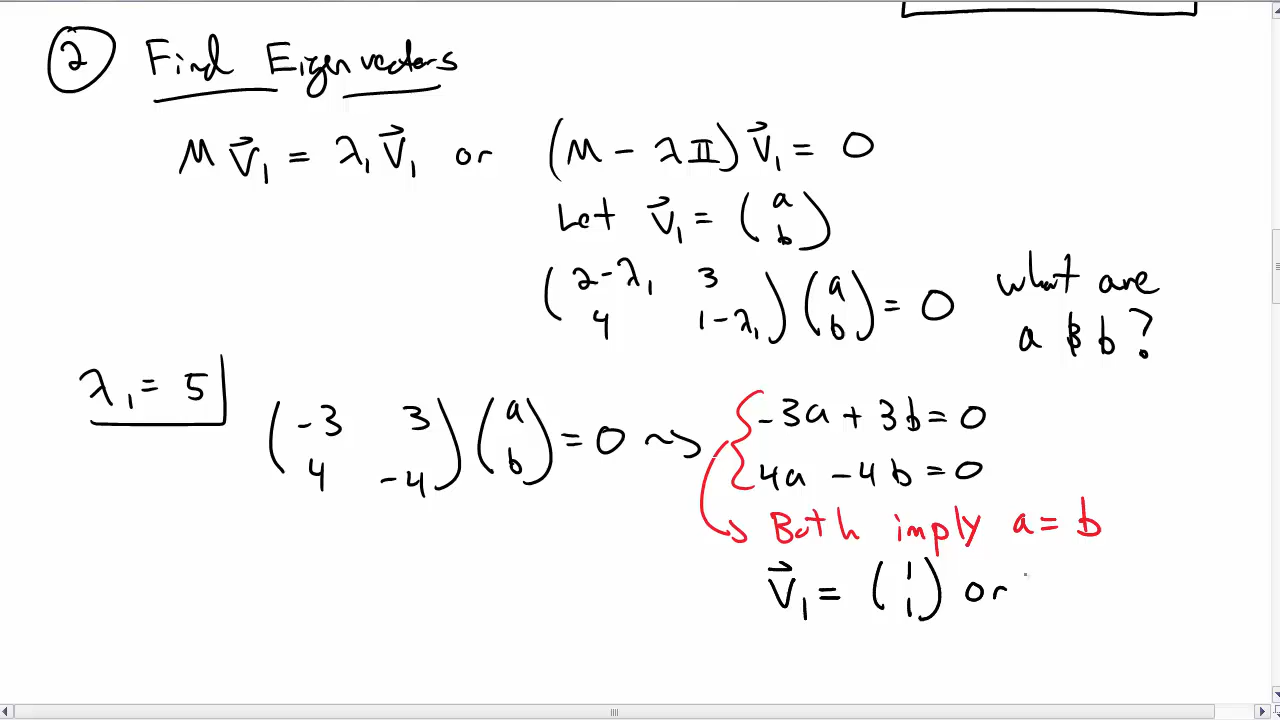 ② Find Eigenvectors
M V⃗₁ = λ₁ V⃗₁ or (M - λ𝕀) V⃗₁ = 0
Let V⃗₁ = (a b)
(2-λ₁ 3 4 1-λ₁)(a b) = 0 what are a & b?
λ₁ = 5
(-3 3 4 -4)(a b) = 0 ⇝ { -3a + 3b = 0
4a - 4b = 0
Both imply a = b
V⃗₁ = (1 1) or